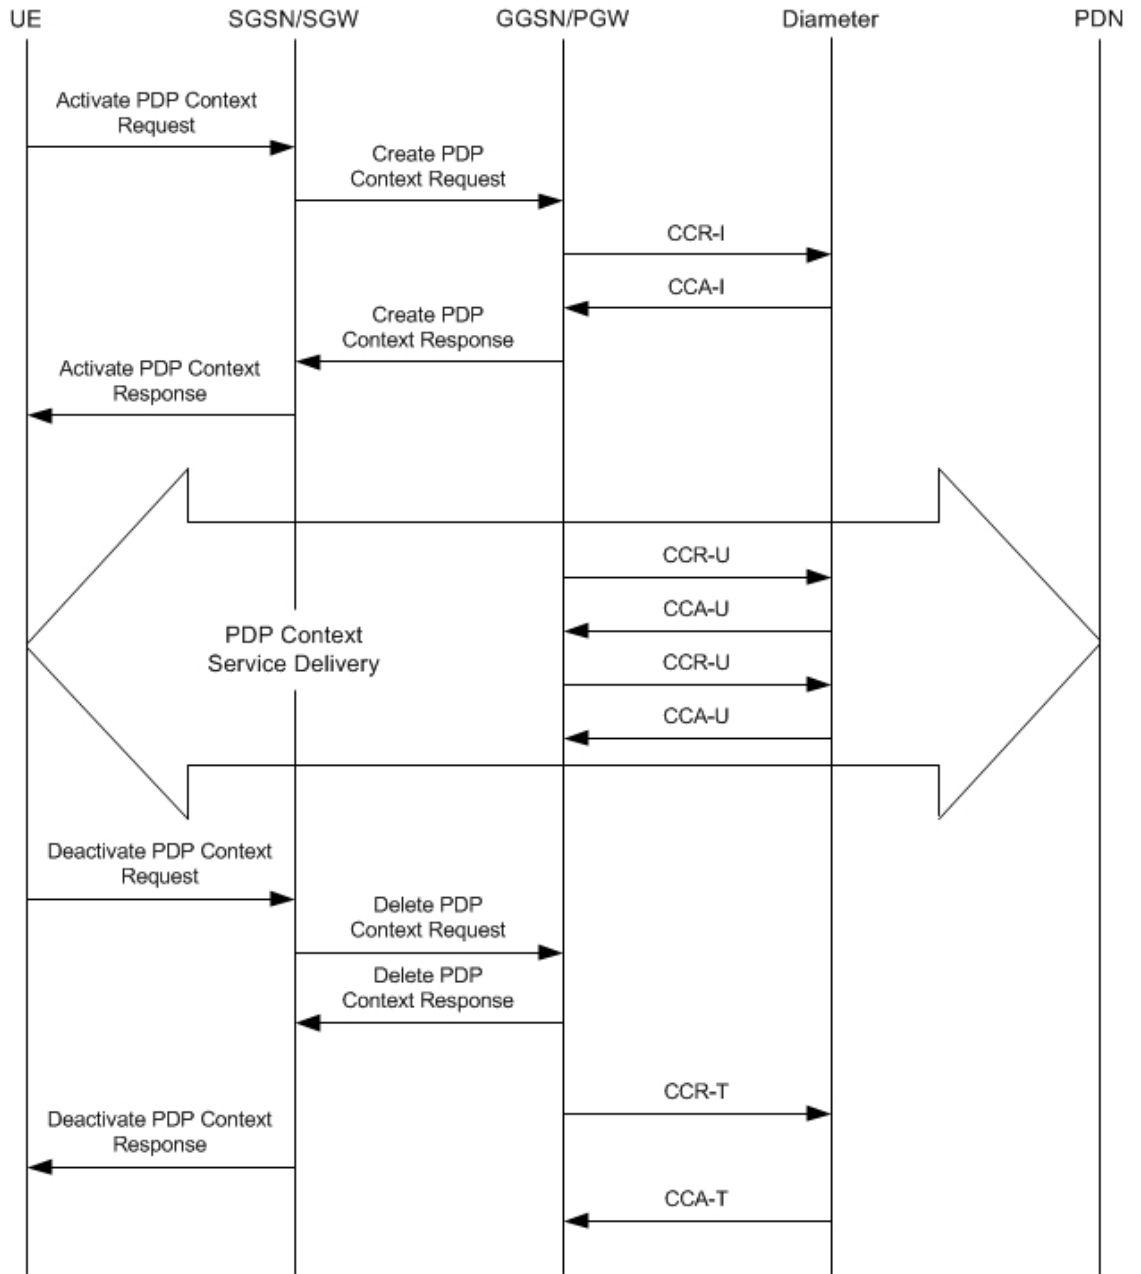 UE
SGSN/SGW
GGSN/PGW
Diameter
PDN
Activate PDP Context
Request
Create PDP
Context Request
CCR-I
CCA-I
Create PDP
Context Response
Activate PDP Context
Response
CCR-U
CCA-U
PDP Context
Service Delivery
CCR-U
CCA-U
Deactivate PDP Context
Request
Delete PDP
Context Request
Delete PDP
Context Response
CCR-T
Deactivate PDP Context
Response
CCA-T